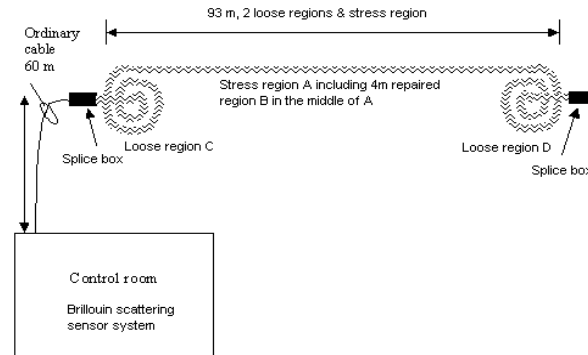 93 m, 2 loose regions & stress region
Ordinary
cable
60 m
Stress region A including 4m repaired
region B in the middle of A
Splice box
Loose region C
Loose region D
Splice box
Control room
Brillouin scattering
sensor system